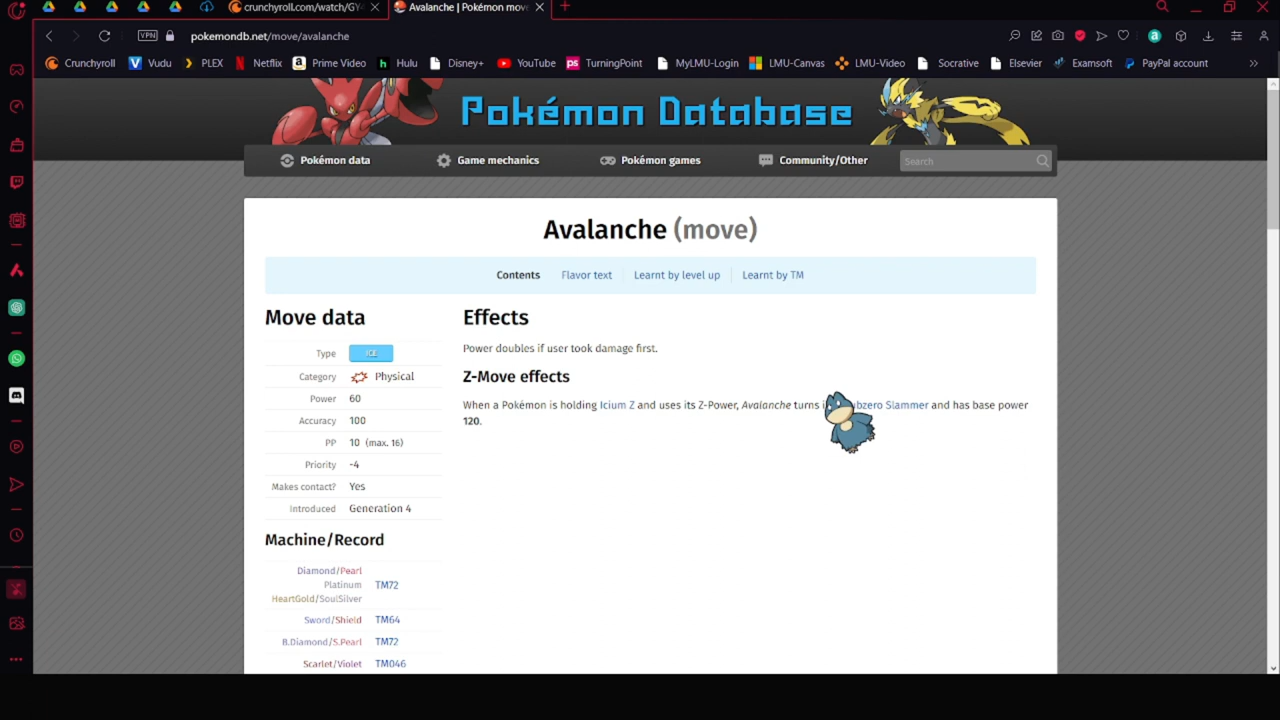 crunchyroll.com/watch/GY
Avalanche | Pokémon mov
VPN
pokemondb.net/move/avalanche
Crunchyroll
Vudu
PLEX
Netflix
Prime Video
Hulu
Disney+
YouTube
TurningPoint
MyLMU-Login
LMU-Canvas
LMU-Video
Socrative
Elsevier
Examsoft
PayPal account
Pokémon Database
Pokémon data
Game mechanics
Pokémon games
Community/Other
Search
Avalanche (move)
Contents Flavor text Learnt by level up Learnt by TM
Move data
Type ICE
Category Physical
Power 60
Accuracy 100
PP 10 (max. 16)
Priority -4
Makes contact? Yes
Introduced Generation 4
Machine/Record
Diamond/Pearl
Platinum TM72
HeartGold/SoulSilver
Sword/Shield TM64
B.Diamond/S.Pearl TM72
Scarlet/Violet TM046
Effects
Power doubles if user took damage first.
Z-Move effects
When a Pokémon is holding Icium Z and uses its Z-Power, Avalanche turns Slammer and has base power
120.